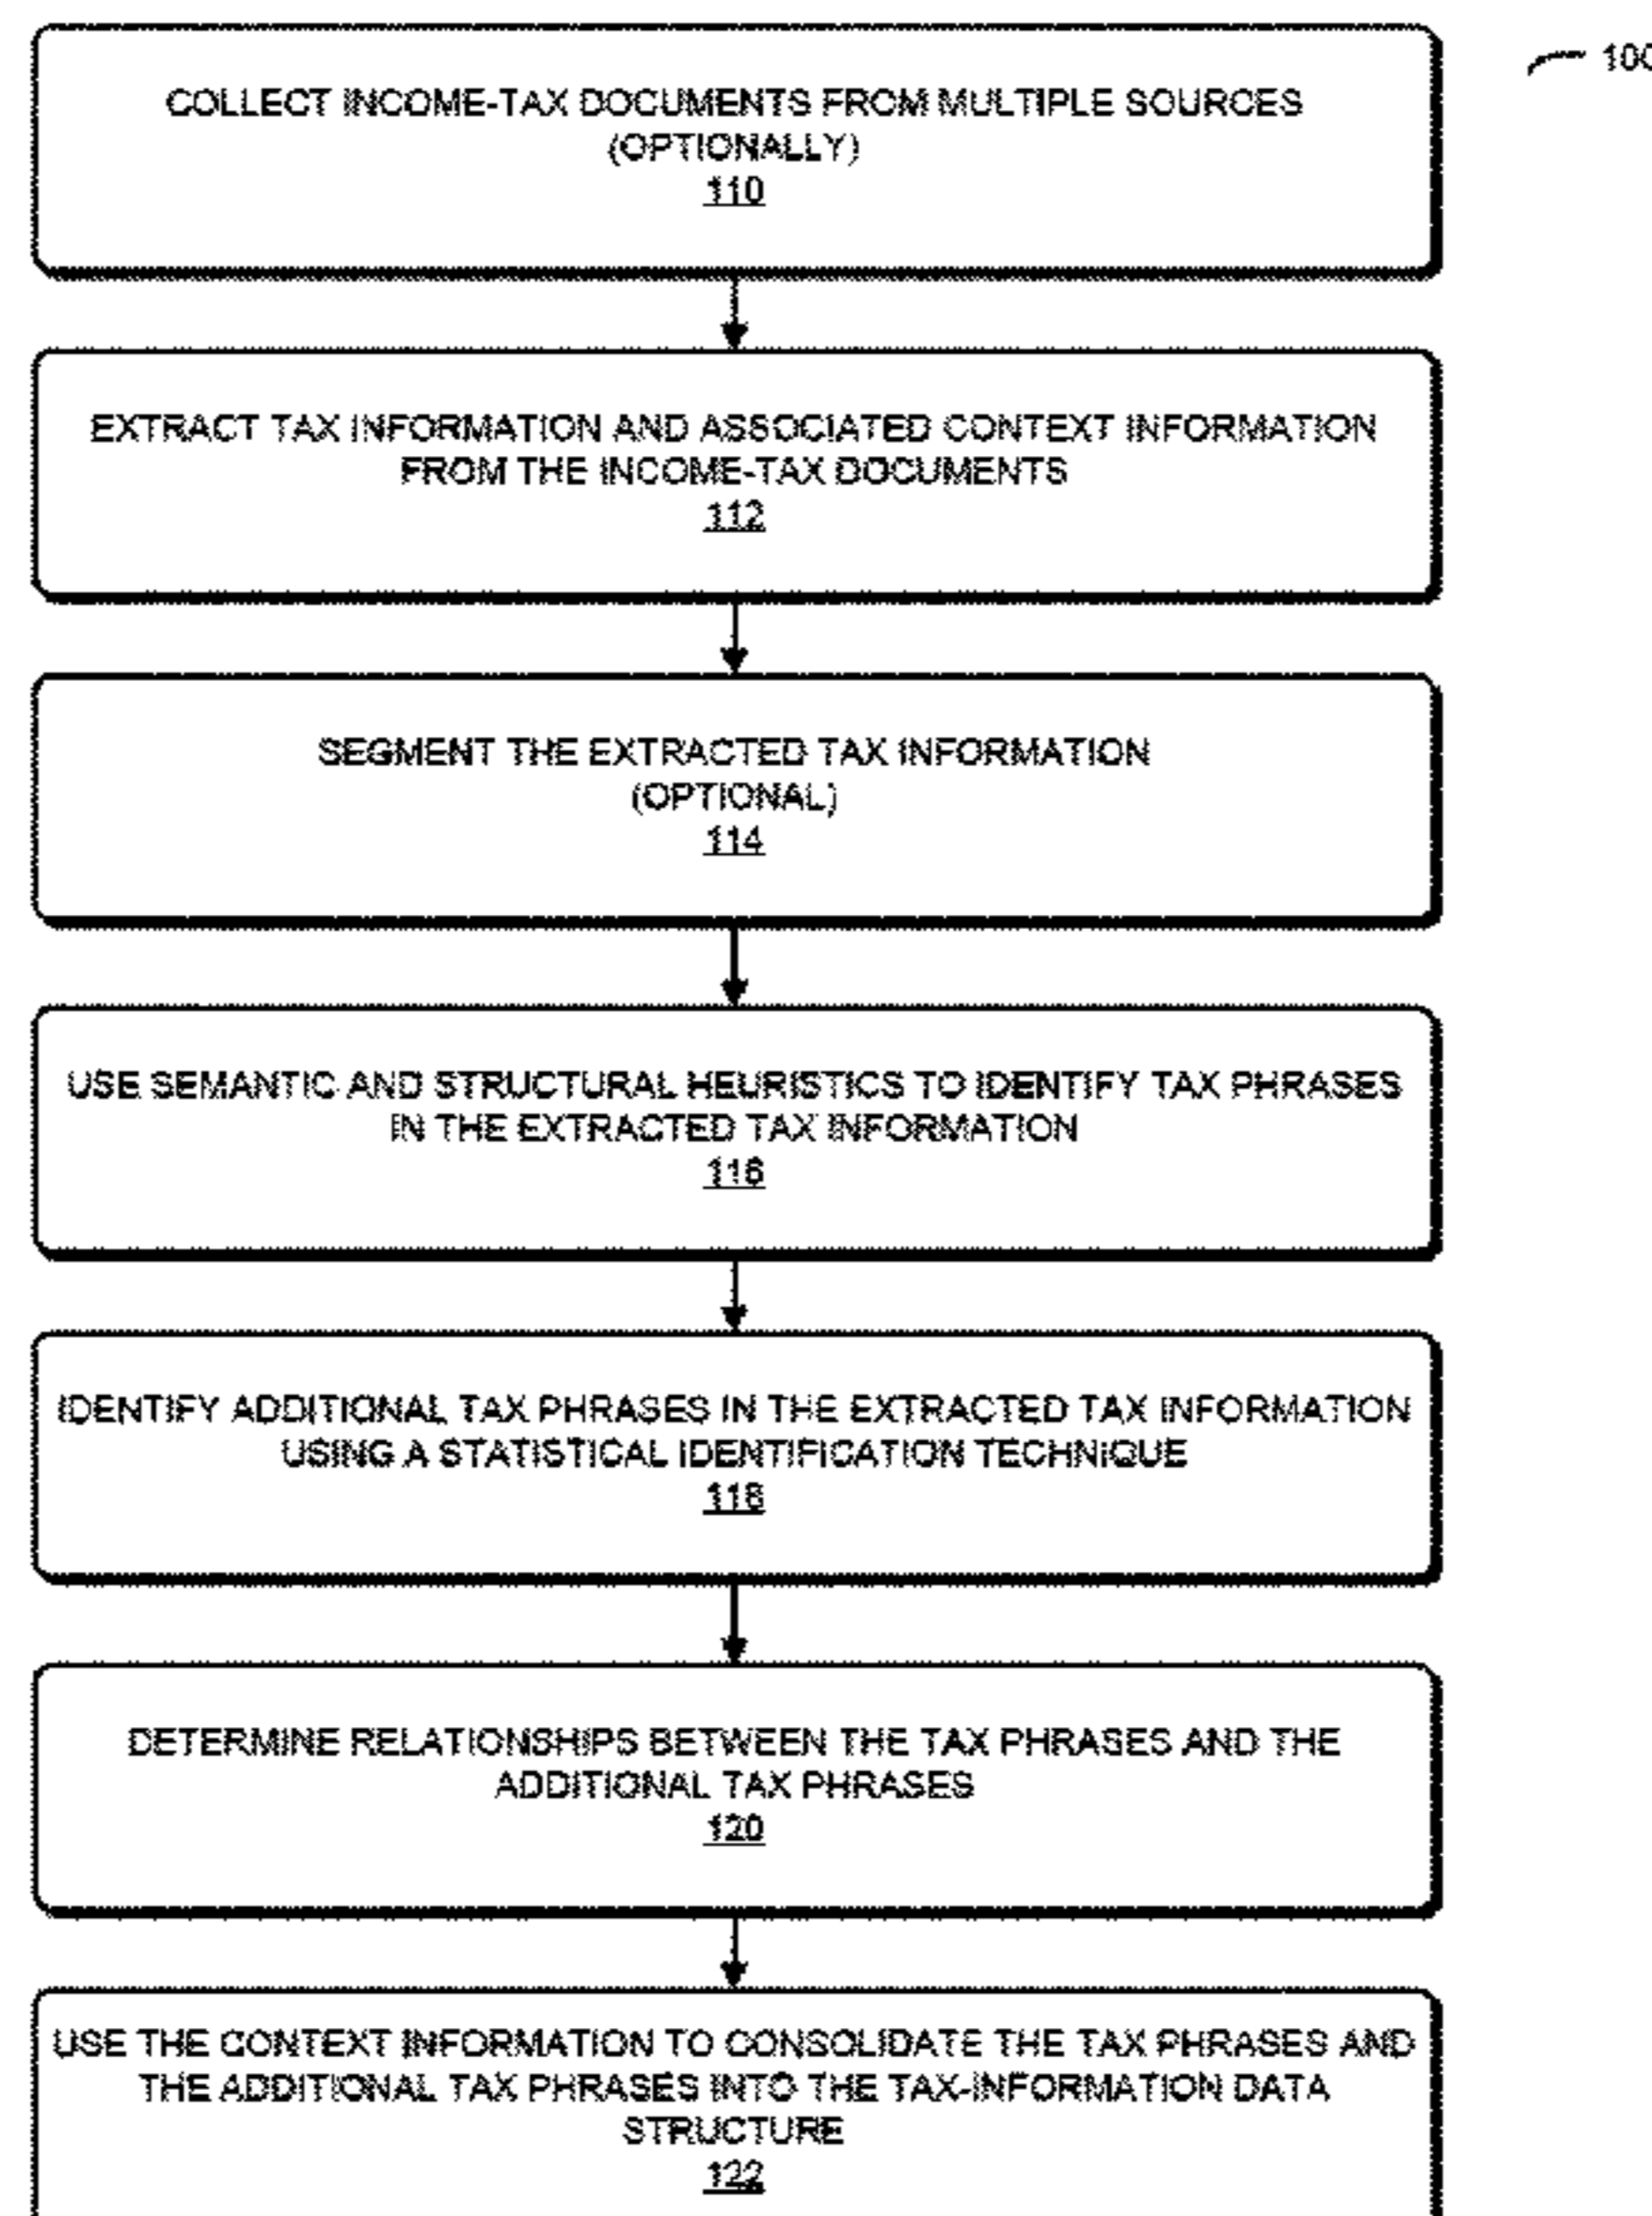 100
COLLECT INCOME-TAX DOCUMENTS FROM MULTIPLE SOURCES
(OPTIONALLY)
110
EXTRACT TAX INFORMATION AND ASSOCIATED CONTEXT INFORMATION
FROM THE INCOME-TAX DOCUMENTS
112
SEGMENT THE EXTRACTED TAX INFORMATION
(OPTIONAL)
114
USE SEMANTIC AND STRUCTURAL HEURISTICS TO IDENTIFY TAX PHRASES
IN THE EXTRACTED TAX INFORMATION
116
IDENTIFY ADDITIONAL TAX PHRASES IN THE EXTRACTED TAX INFORMATION
USING A STATISTICAL IDENTIFICATION TECHNIQUE
118
DETERMINE RELATIONSHIPS BETWEEN THE TAX PHRASES AND THE
ADDITIONAL TAX PHRASES
120
USE THE CONTEXT INFORMATION TO CONSOLIDATE THE TAX PHRASES AND
THE ADDITIONAL TAX PHRASES INTO THE TAX-INFORMATION DATA
STRUCTURE
122